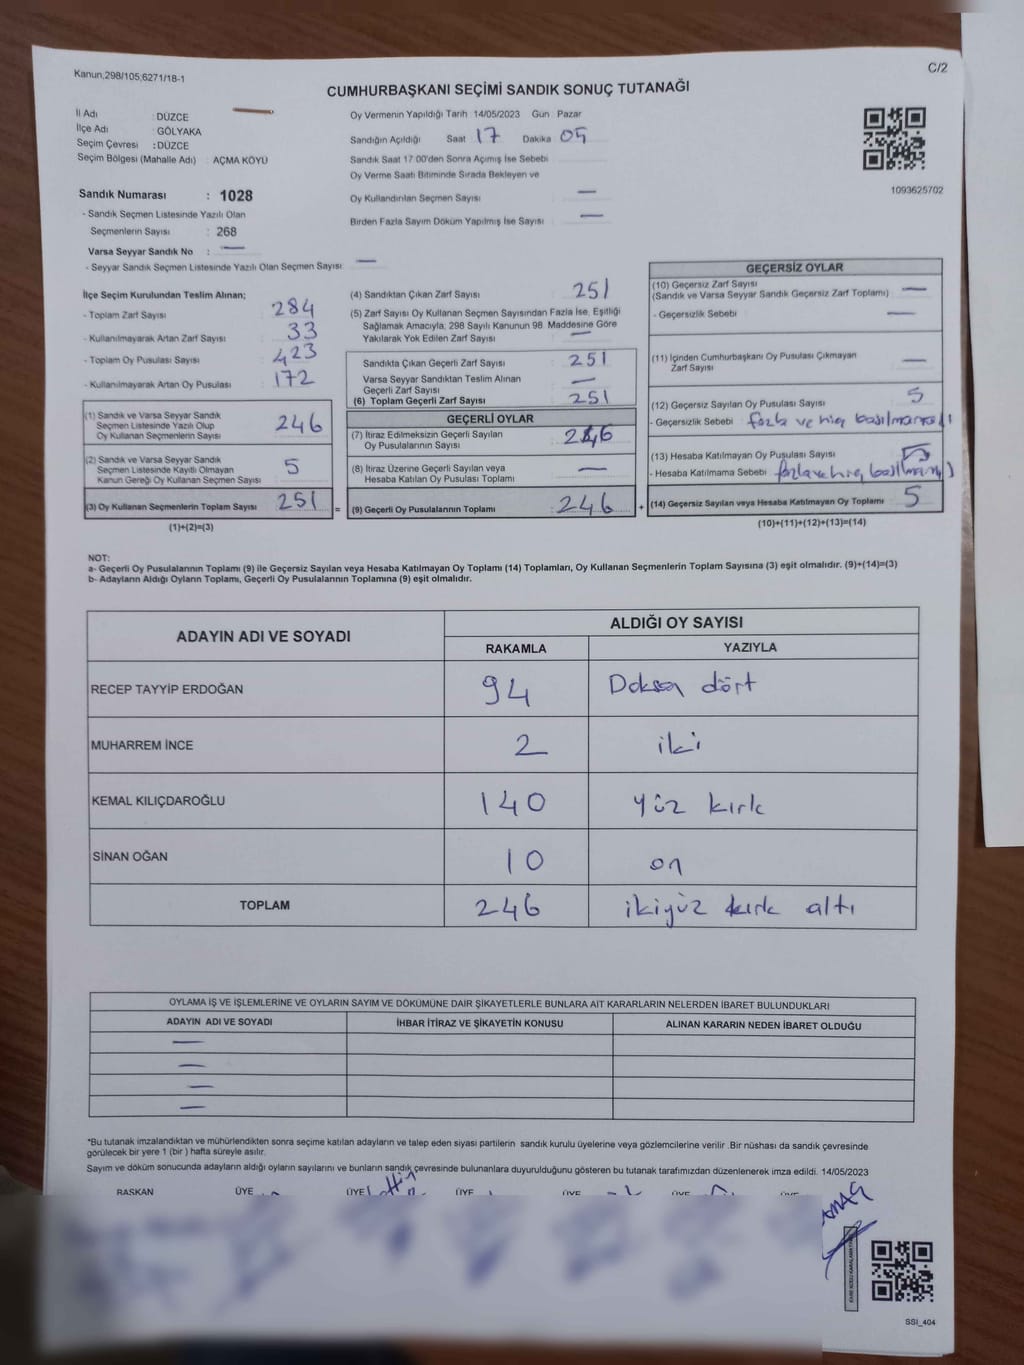 Kanun,298/105,6271/18-1
C/2
CUMHURBAŞKANI SEÇİMİ SANDIK SONUÇ TUTANAĞI
İl Adı : DÜZCE
İlçe Adı : GÖLYAKA
Seçim Çevresi : DÜZCE
Seçim Bölgesi (Mahalle Adı) : AÇMA KÖYÜ
Oy Vermenin Yapıldığı Tarih 14/05/2023 Gün Pazar
Sandığın Açıldığı Saat 17 Dakika 05
Sandık Saat 17:00'den Sonra Açımış İse Sebebi
Oy Verme Saati Bitiminde Sırada Bekleyen ve
Oy Kullandırılan Seçmen Sayısı —
Birden Fazla Sayım Döküm Yapılmış İse Sayısı —
1093625702
Sandık Numarası : 1028
- Sandık Seçmen Listesinde Yazılı Olan
Seçmenlerin Sayısı : 268
Varsa Seyyar Sandık No : —
- Seyyar Sandık Seçmen Listesinde Yazılı Olan Seçmen Sayısı: —
İlçe Seçim Kurulundan Teslim Alınan;
- Toplam Zarf Sayısı : 284
- Kullanılmayarak Artan Zarf Sayısı : 33
- Toplam Oy Pusulası Sayısı : 423
- Kullanılmayarak Artan Oy Pusulası : 172
(1) Sandık ve Varsa Seyyar Sandık
Seçmen Listesinde Yazılı Olup
Oy Kullanan Seçmenlerin Sayısı 246
(2) Sandık ve Varsa Seyyar Sandık
Seçmen Listesinde Kayıtlı Olmayan
Kanun Gereği Oy Kullanan Seçmen Sayısı 5
(3) Oy Kullanan Seçmenlerin Toplam Sayısı 251 =
(1)+(2)=(3)
(4) Sandıktan Çıkan Zarf Sayısı 251
(5) Zarf Sayısı Oy Kullanan Seçmen Sayısından Fazla İse, Eşitliği
Sağlamak Amacıyla, 298 Sayılı Kanunun 98. Maddesine Göre
Yakılarak Yok Edilen Zarf Sayısı —
Sandıkta Çıkan Geçerli Zarf Sayısı 251
Varsa Seyyar Sandıktan Teslim Alınan
Geçerli Zarf Sayısı —
(6) Toplam Geçerli Zarf Sayısı 251
GEÇERLİ OYLAR
(7) İtiraz Edilmeksizin Geçerli Sayılan
Oy Pusulasının Sayısı 246
(8) İtiraz Üzerine Geçerli Sayılan veya
Hesaba Katılan Oy Pusulası Toplamı —
(9) Geçerli Oy Pusulalarının Toplamı 246 +
GEÇERSİZ OYLAR
(10) Geçersiz Zarf Sayısı
(Sandık ve Varsa Seyyar Sandık Geçersiz Zarf Toplamı) —
- Geçersizlik Sebebi : —
(11) İçinden Cumhurbaşkanı Oy Pusulası Çıkmayan
Zarf Sayısı —
(12) Geçersiz Sayılan Oy Pusulası Sayısı 5
- Geçersizlik Sebebi : fazla ve hiç
(13) Hesaba Katılmayan Oy Pusulası Sayısı
- Hesaba Katılmama Sebebi fazla ve hiç
(14) Geçersiz Sayılan veya Hesaba Katılmayan Oy Toplamı 5
(10)+(11)+(12)+(13)=(14)
NOT:
a- Geçerli Oy Pusulalarının Toplamı (9) ile Geçersiz Sayılan veya Hesaba Katılmayan Oy Toplamı (14) Toplamları, Oy Kullanan Seçmenlerin Toplam Sayısına (3) eşit olmalıdır. (9)+(14)=(3)
b- Adayların Aldığı Oyların Toplamı, Geçerli Oy Pusulalarının Toplamına (9) eşit olmalıdır.
ADAYIN ADI VE SOYADI
ALDIĞI OY SAYISI
RAKAMLA YAZIYLA
RECEP TAYYİP ERDOĞAN 94 Doksan dört
MUHARREM İNCE 2 iki
KEMAL KILIÇDAROĞLU 140 yüz kırk
SİNAN OĞAN 10 on
TOPLAM 246 ikiyüz kırk altı
OYLAMA İŞ VE İŞLEMLERİNE VE OYLARIN SAYIM VE DÖKÜMÜNE DAİR ŞİKAYETLERLE BUNLARA AİT KARARLARIN NELERDEN İBARET BULUNDUKLARI
ADAYIN ADI VE SOYADI İHBAR İTİRAZ VE ŞİKAYETİN KONUSU ALINAN KARARIN NEDEN İBARET OLDUĞU
—
—
—
—
*Bu tutanak imzalandıktan ve mühürlendikten sonra seçime katılan adayların ve talep eden siyasi partilerin sandık kurulu üyelerine veya gözlemcilerine verilir .Bir nüshası da sandık çevresinde
görülecek bir yere 1 (bir ) hafta süreyle asılır.
Sayım ve döküm sonucunda adayların aldığı oyların sayılarını ve bunların sandık çevresinde bulunanlara duyurulduğunu gösteren bu tutanak tarafımızdan düzenlenerek imza edildi. 14/05/2023
BAŞKAN ÜYE ÜYE ÜYE ÜYE ÜYE ÜYE
SSI_404